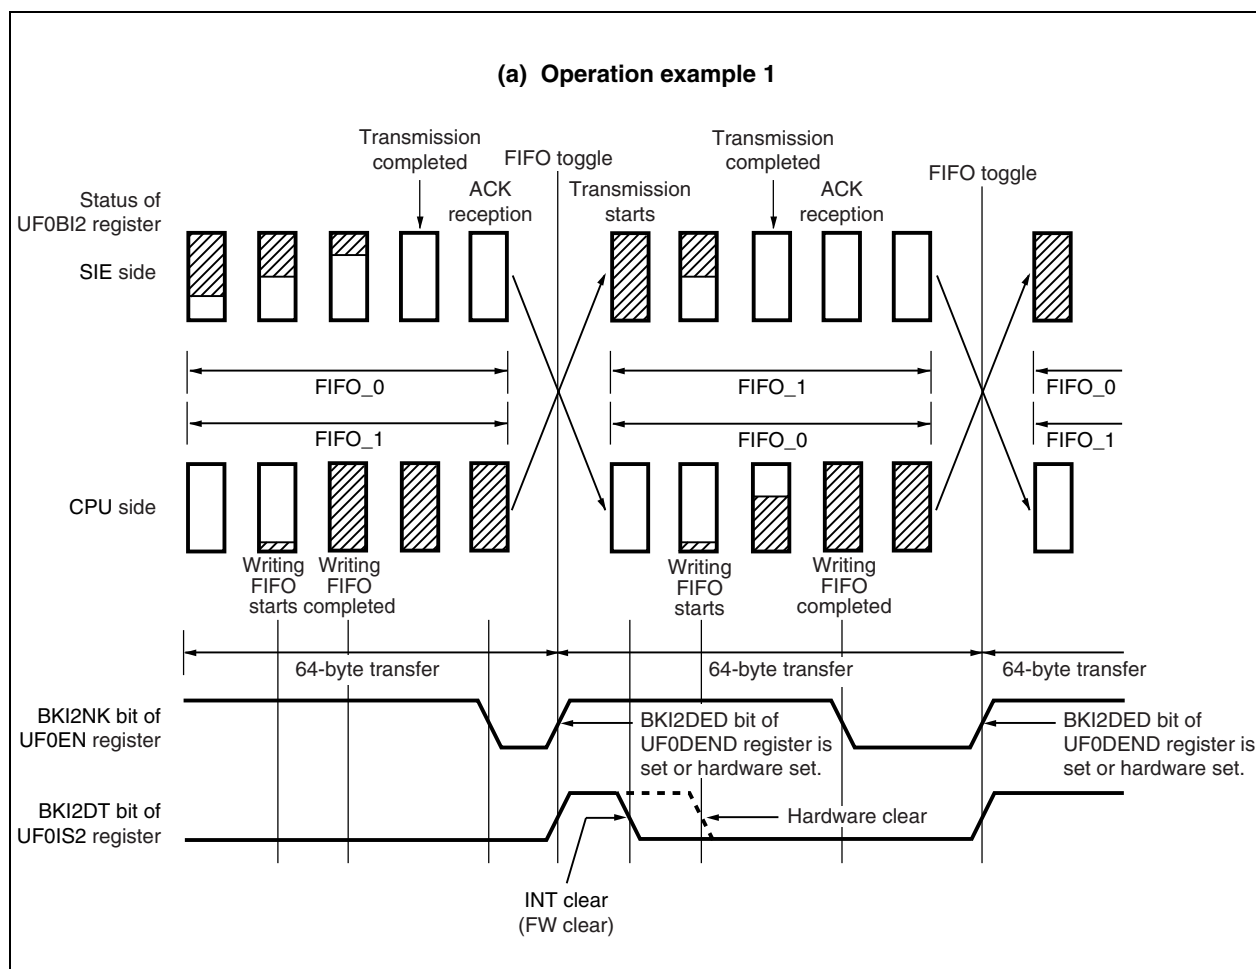 (a) Operation example 1
Transmission
completed
FIFO toggle
Transmission
completed
FIFO toggle
Status of
UF0BI2 register
ACK
reception
Transmission
starts
ACK
reception
SIE side
FIFO_0
FIFO_1
FIFO_0
FIFO_1
FIFO_0
FIFO_1
CPU side
Writing
FIFO
starts
Writing
FIFO
completed
Writing
FIFO
starts
Writing
FIFO
completed
64-byte transfer
64-byte transfer
64-byte transfer
BKI2NK bit of
UF0EN register
BKI2DED bit of
UF0DEND register is
set or hardware set.
BKI2DED bit of
UF0DEND register is
set or hardware set.
BKI2DT bit of
UF0IS2 register
Hardware clear
INT clear
(FW clear)